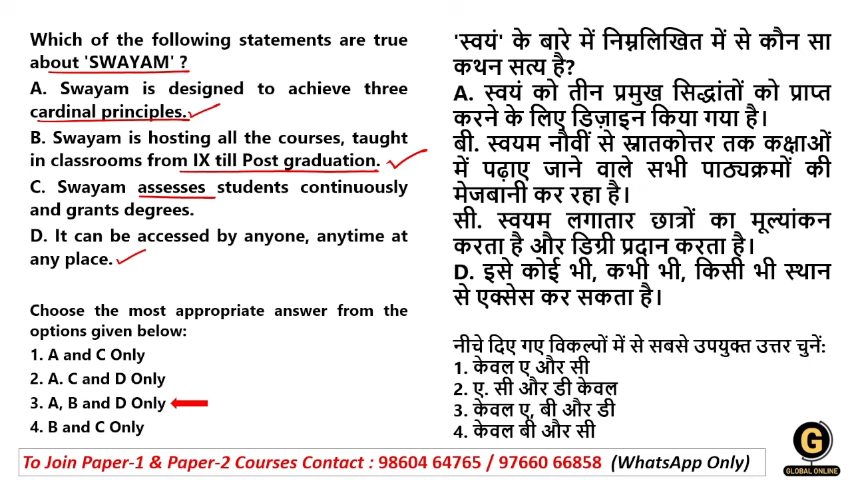 Which of the following statements are true
about 'SWAYAM' ?
A. Swayam is designed to achieve three
cardinal principles.
B. Swayam is hosting all the courses, taught
in classrooms from IX till Post graduation.
C. Swayam assesses students continuously
and grants degrees.
D. It can be accessed by anyone, anytime at
any place.
Choose the most appropriate answer from the
options given below:
1. A and C Only
2. A. C and D Only
3. A, B and D Only
4. B and C Only
'स्वयं' के बारे में निम्नलिखित में से कौन सा
कथन सत्य है?
A. स्वयं को तीन प्रमुख सिद्धांतों को प्राप्त
करने के लिए डिज़ाइन किया गया है।
बी. स्वयम नौवीं से स्नातकोत्तर तक कक्षाओं
में पढ़ाए जाने वाले सभी पाठ्यक्रमों की
मेजबानी कर रहा है।
सी. स्वयम लगातार छात्रों का मूल्यांकन
करता है और डिग्री प्रदान करता है।
D. इसे कोई भी, कभी भी, किसी भी स्थान
से एक्सेस कर सकता है।
नीचे दिए गए विकल्पों में से सबसे उपयुक्त उत्तर चुनें:
1. केवल ए और सी
2. ए. सी और डी केवल
3. केवल ए, बी और डी
4. केवल बी और सी
G
GLOBAL ONLINE
To Join Paper-1 & Paper-2 Courses Contact : 98604 64765 / 97660 66858 (WhatsApp Only)